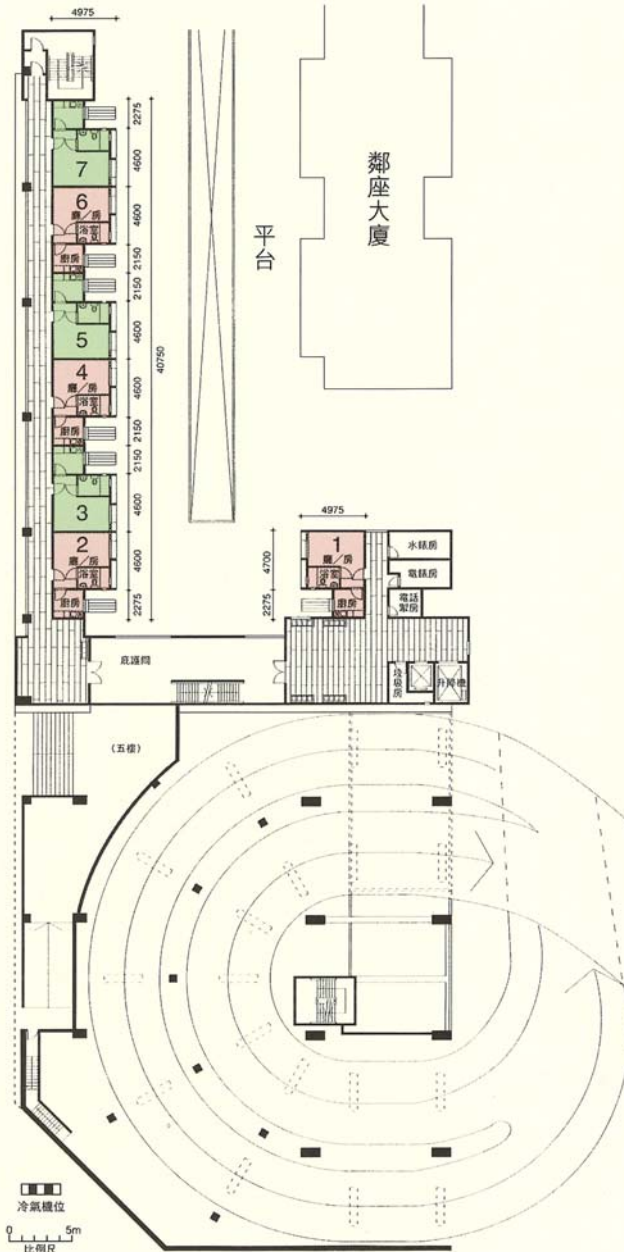 4975
2275
7
4600
6
廳／房
浴室
4600
廚房
2150
2150
5
4600
40750
4
廳／房
浴室
4600
廚房
2150
2150
3
4600
2
廳／房
浴室
4600
廚房
2275
平台
鄰座大廈
4975
1
廳／房
浴室
4700
廚房
2275
水錶房
電錶房
電話
掣房
庇護間
垃圾房
升降機
（五樓）
冷氣機位
0 5m
比例尺